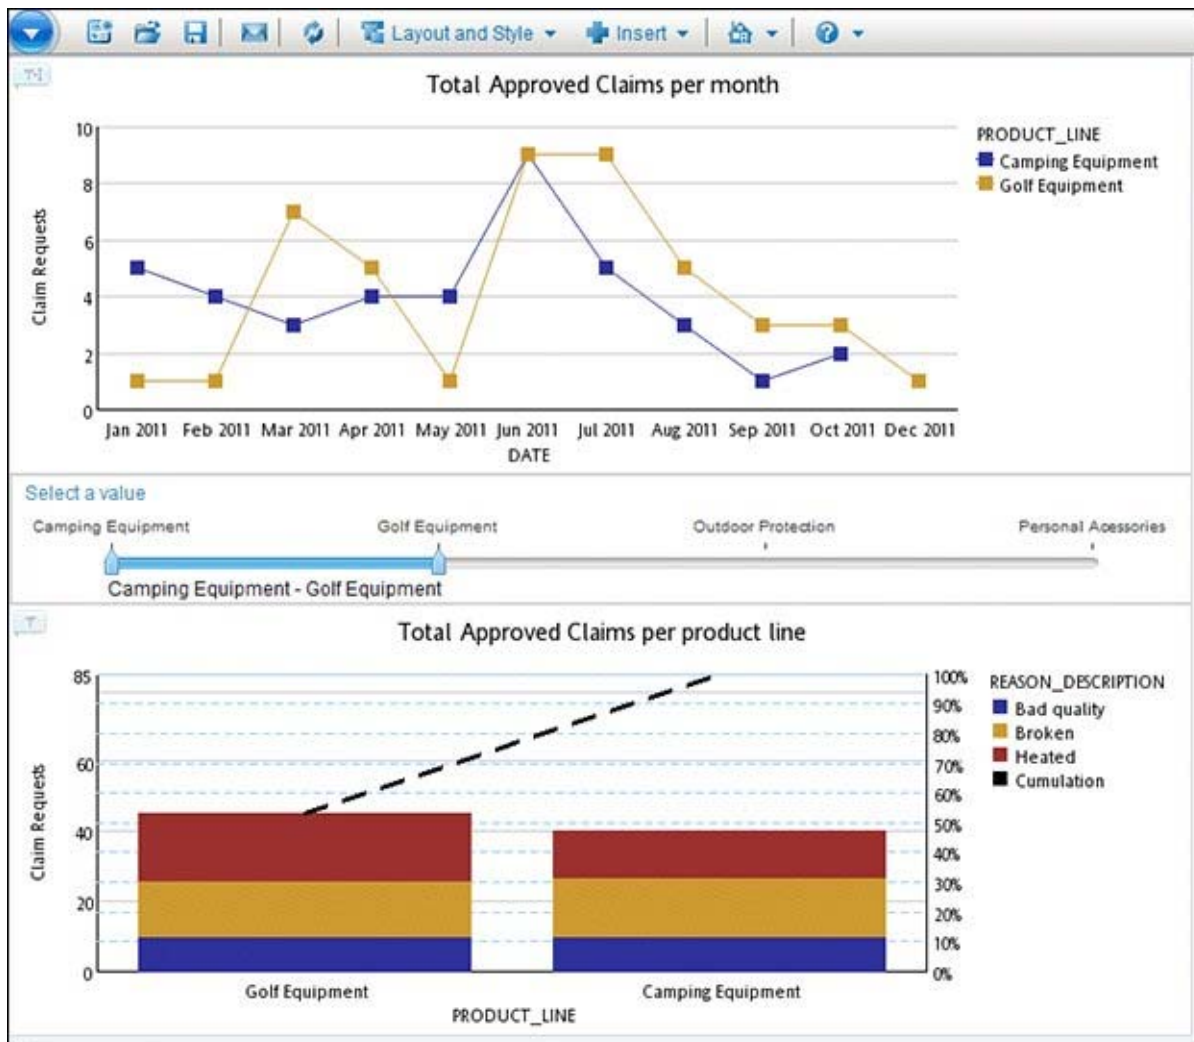 Layout and Style Insert
Total Approved Claims per month
PRODUCT_LINE
Camping Equipment
Golf Equipment
Claim Requests
10
8
6
4
2
0
Jan 2011 Feb 2011 Mar 2011 Apr 2011 May 2011 Jun 2011 Jul 2011 Aug 2011 Sep 2011 Oct 2011 Dec 2011
DATE
Select a value
Camping Equipment Golf Equipment Outdoor Protection Personal Acessories
Camping Equipment - Golf Equipment
Total Approved Claims per product line
REASON_DESCRIPTION
Bad quality
Broken
Heated
Cumulation
Claim Requests
85
60
40
20
0
100%
90%
80%
70%
60%
50%
40%
30%
20%
10%
0%
Golf Equipment Camping Equipment
PRODUCT_LINE